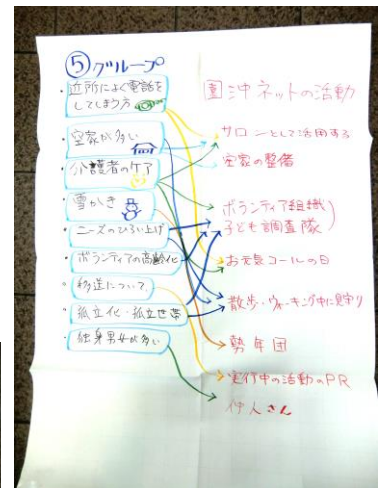 ⑤グループ
・近所によく電話を
してしまう方
・空家が多い
・介護者のケア
・雪かき
・ニーズのひろい上げ
・ボランティアの高齢化
・移送について
・孤立化・孤立世帯
・独身男女が多い
沖ネットの活動
サロンとして活用する
空家の整備
ボランティア組織
子ども調査隊
お元気コールの日
散歩・ウォーキング中に見守り
勢年団
実行中の活動のPR
仲人さん